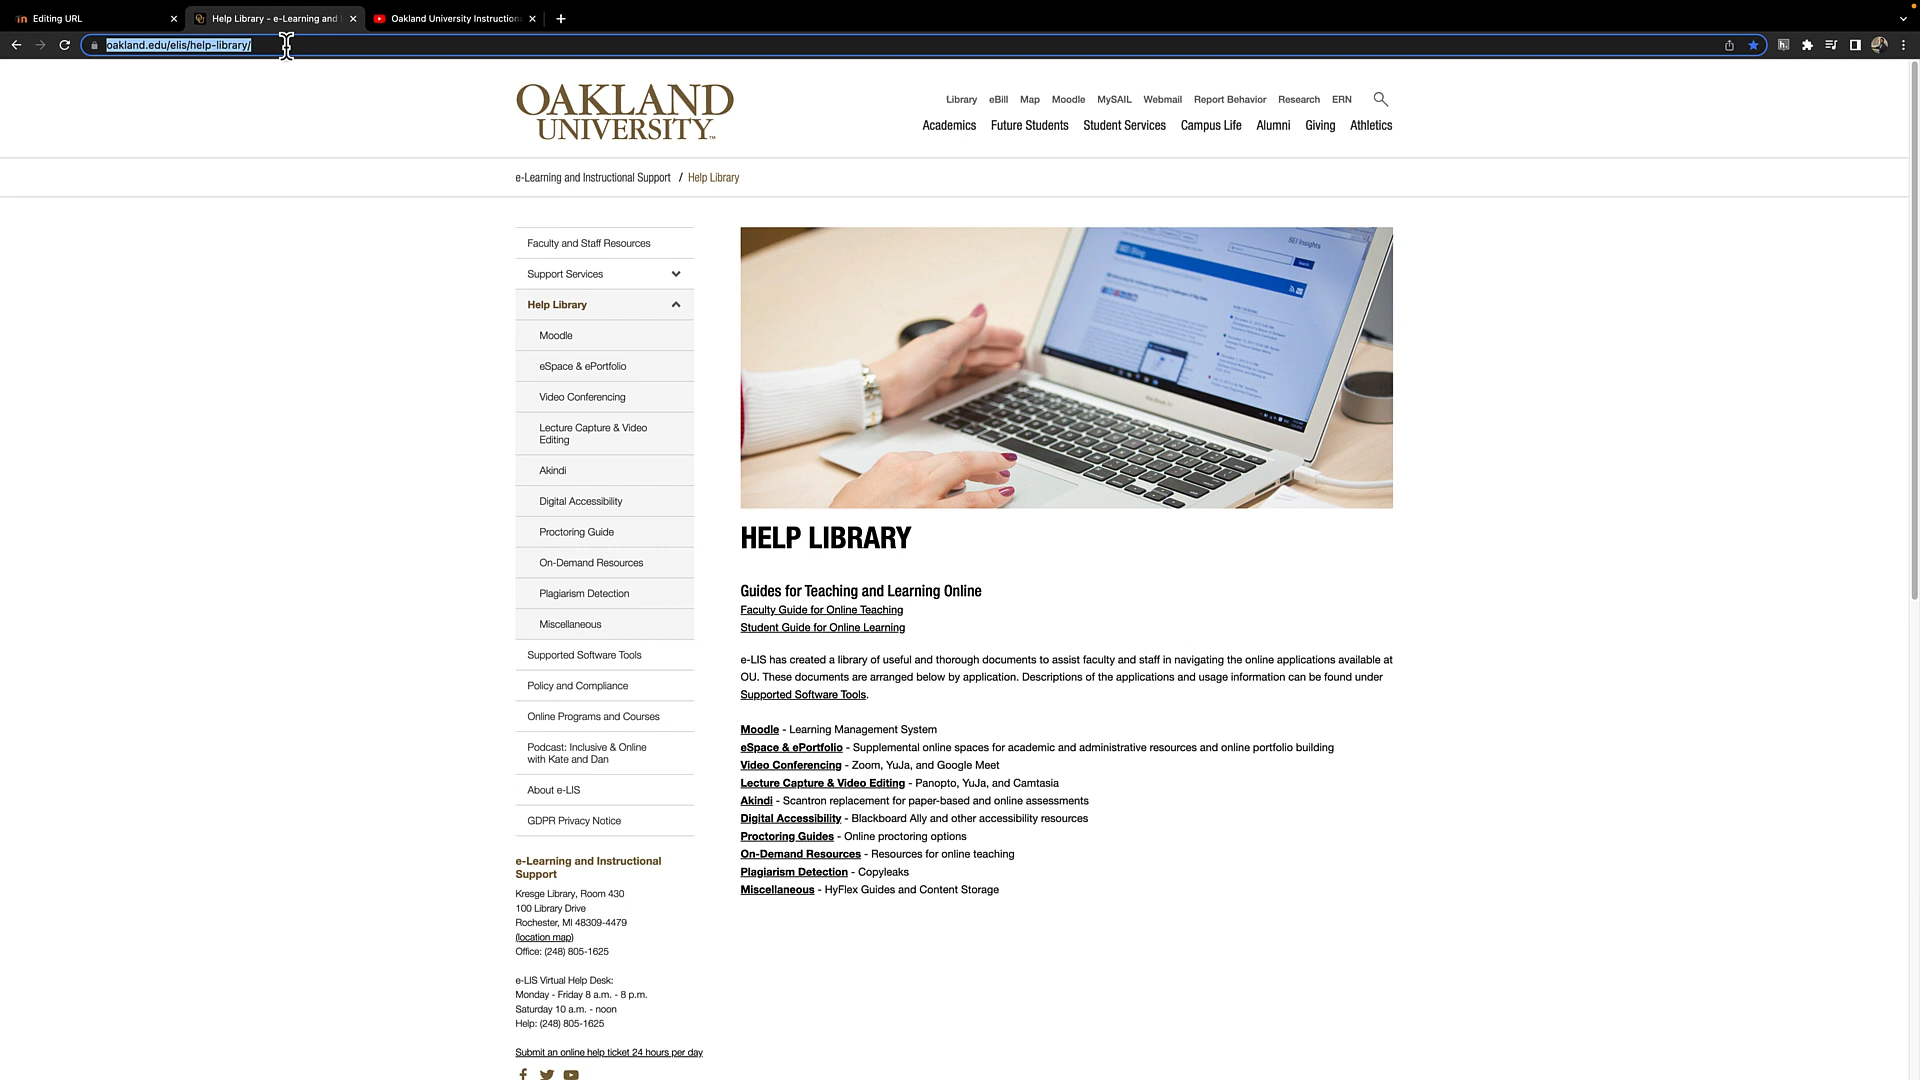 Editing URL
Help Library - e-Learning and
Oakland University Instruction
oakland.edu/elis/help-library/
OAKLAND
UNIVERSITY™
Library eBill Map Moodle MySAIL Webmail Report Behavior Research ERN
Academics Future Students Student Services Campus Life Alumni Giving Athletics
e-Learning and Instructional Support / Help Library
Faculty and Staff Resources
Support Services
Help Library
Moodle
eSpace & ePortfolio
Video Conferencing
Lecture Capture & Video
Editing
Akindi
Digital Accessibility
Proctoring Guide
On-Demand Resources
Plagiarism Detection
Miscellaneous
Supported Software Tools
Policy and Compliance
Online Programs and Courses
Podcast: Inclusive & Online
with Kate and Dan
About e-LIS
GDPR Privacy Notice
e-Learning and Instructional
Support
Kresge Library, Room 430
100 Library Drive
Rochester, MI 48309-4479
(location map)
Office: (248) 805-1625
e-LIS Virtual Help Desk:
Monday - Friday 8 a.m. - 8 p.m.
Saturday 10 a.m. - noon
Help: (248) 805-1625
Submit an online help ticket 24 hours per day
SEI Insights
HELP LIBRARY
Guides for Teaching and Learning Online
Faculty Guide for Online Teaching
Student Guide for Online Learning
e-LIS has created a library of useful and thorough documents to assist faculty and staff in navigating the online applications available at
OU. These documents are arranged below by application. Descriptions of the applications and usage information can be found under
Supported Software Tools.
Moodle - Learning Management System
eSpace & ePortfolio - Supplemental online spaces for academic and administrative resources and online portfolio building
Video Conferencing - Zoom, YuJa, and Google Meet
Lecture Capture & Video Editing - Panopto, YuJa, and Camtasia
Akindi - Scantron replacement for paper-based and online assessments
Digital Accessibility - Blackboard Ally and other accessibility resources
Proctoring Guides - Online proctoring options
On-Demand Resources - Resources for online teaching
Plagiarism Detection - Copyleaks
Miscellaneous - HyFlex Guides and Content Storage